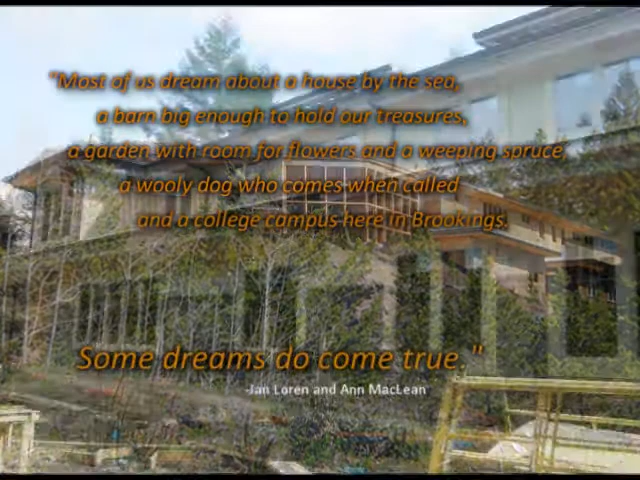 "Most of us dream about a house by the sea,
a barn big enough to hold our treasures,
a garden with room for flowers and a weeping spruce,
a wooly dog who comes when called
and a college campus here in Brookings.
Some dreams do come true."
-Jan Loren and Ann MacLean